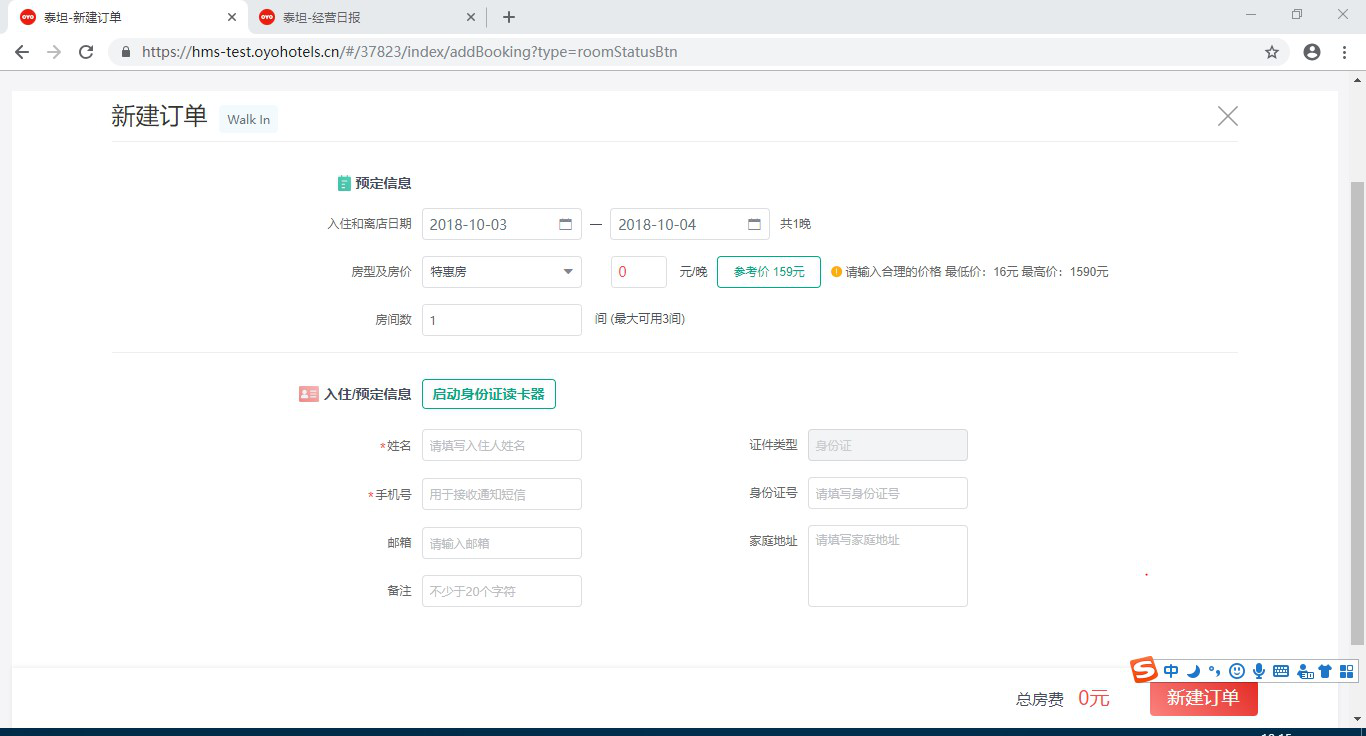 泰坦-新建订单
泰坦-经营日报
https://hms-test.oyohotels.cn/#/37823/index/addBooking?type=roomStatusBtn
新建订单 Walk In
预定信息
入住和离店日期 2018-10-03 — 2018-10-04 共1晚
房型及房价 特惠房 0 元/晚 参考价 159元 请输入合理的价格 最低价：16元 最高价：1590元
房间数 1 间 (最大可用3间)
入住/预定信息 启动身份证读卡器
*姓名 请填写入住人姓名 证件类型 身份证
*手机号 用于接收通知短信 身份证号 请填写身份证号
邮箱 请输入邮箱 家庭地址 请填写家庭地址
备注 不少于20个字符
中
总房费 0元 新建订单